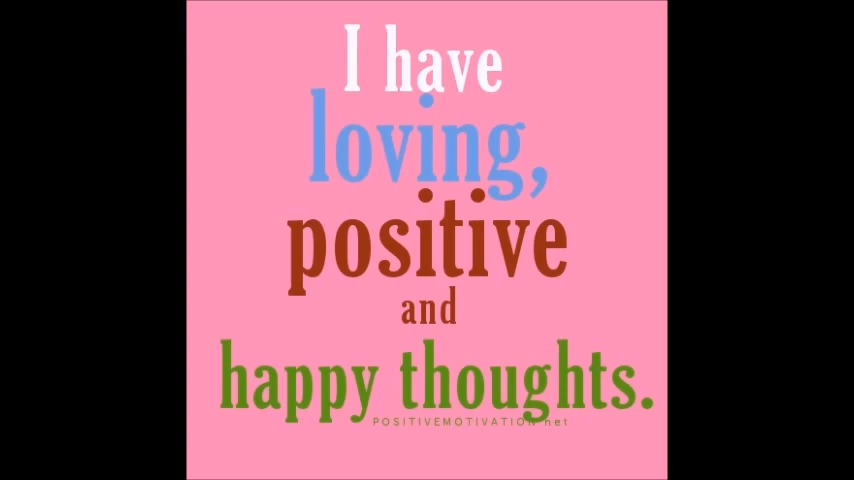 I have
loving,
positive
and
happy thoughts.
POSITIVEMOTIVATION net